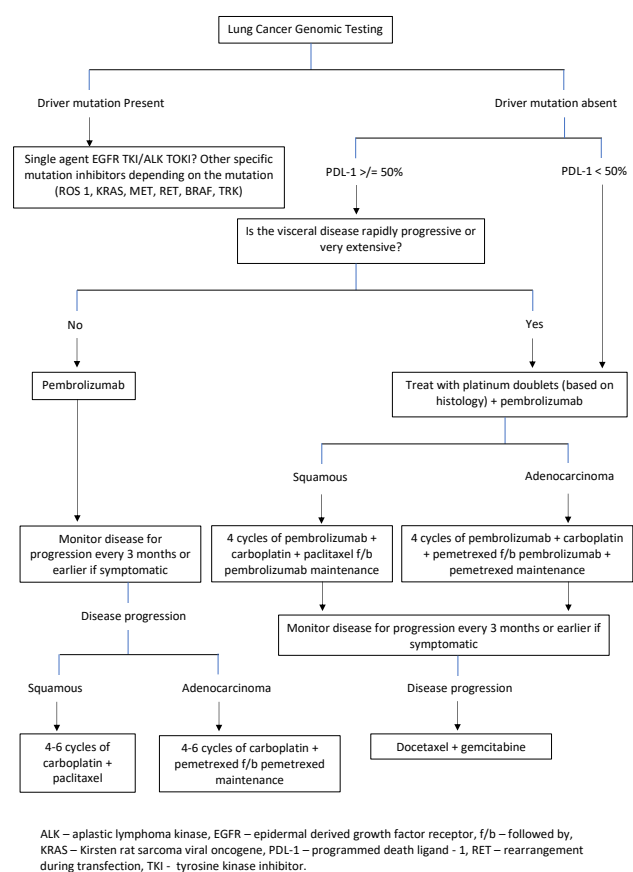 Lung Cancer Genomic Testing
Driver mutation Present
Driver mutation absent
Single agent EGFR TKI/ALK TOKI? Other specific
mutation inhibitors depending on the mutation
(ROS 1, KRAS, MET, RET, BRAF, TRK)
PDL-1 >/= 50%
PDL-1 < 50%
Is the visceral disease rapidly progressive or
very extensive?
No
Yes
Pembrolizumab
Treat with platinum doublets (based on
histology) + pembrolizumab
Squamous
Adenocarcinoma
Monitor disease for
progression every 3 months or
earlier if symptomatic
4 cycles of pembrolizumab +
carboplatin + paclitaxel f/b
pembrolizumab maintenance
4 cycles of pembrolizumab + carboplatin
+ pemetrexed f/b pembrolizumab +
pemetrexed maintenance
Disease progression
Monitor disease for progression every 3 months or earlier if
symptomatic
Squamous
Adenocarcinoma
Disease progression
4-6 cycles of
carboplatin +
paclitaxel
4-6 cycles of carboplatin +
pemetrexed f/b pemetrexed
maintenance
Docetaxel + gemcitabine
ALK – aplastic lymphoma kinase, EGFR – epidermal derived growth factor receptor, f/b – followed by,
KRAS – Kirsten rat sarcoma viral oncogene, PDL-1 – programmed death ligand - 1, RET – rearrangement
during transfection, TKI - tyrosine kinase inhibitor.